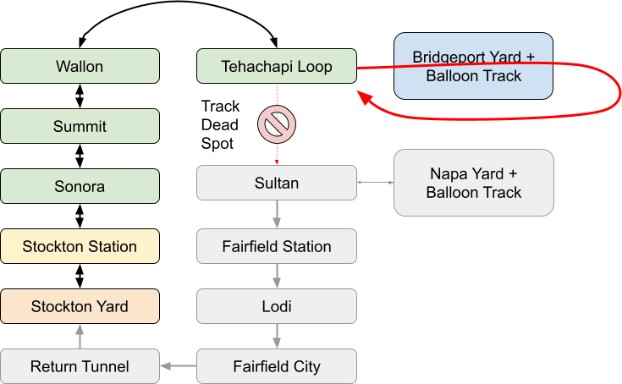 Wallon
Tehachapi Loop
Bridgeport Yard +
Balloon Track
Track
Dead
Spot
Summit
Sonora
Sultan
Napa Yard +
Balloon Track
Stockton Station
Fairfield Station
Stockton Yard
Lodi
Return Tunnel
Fairfield City